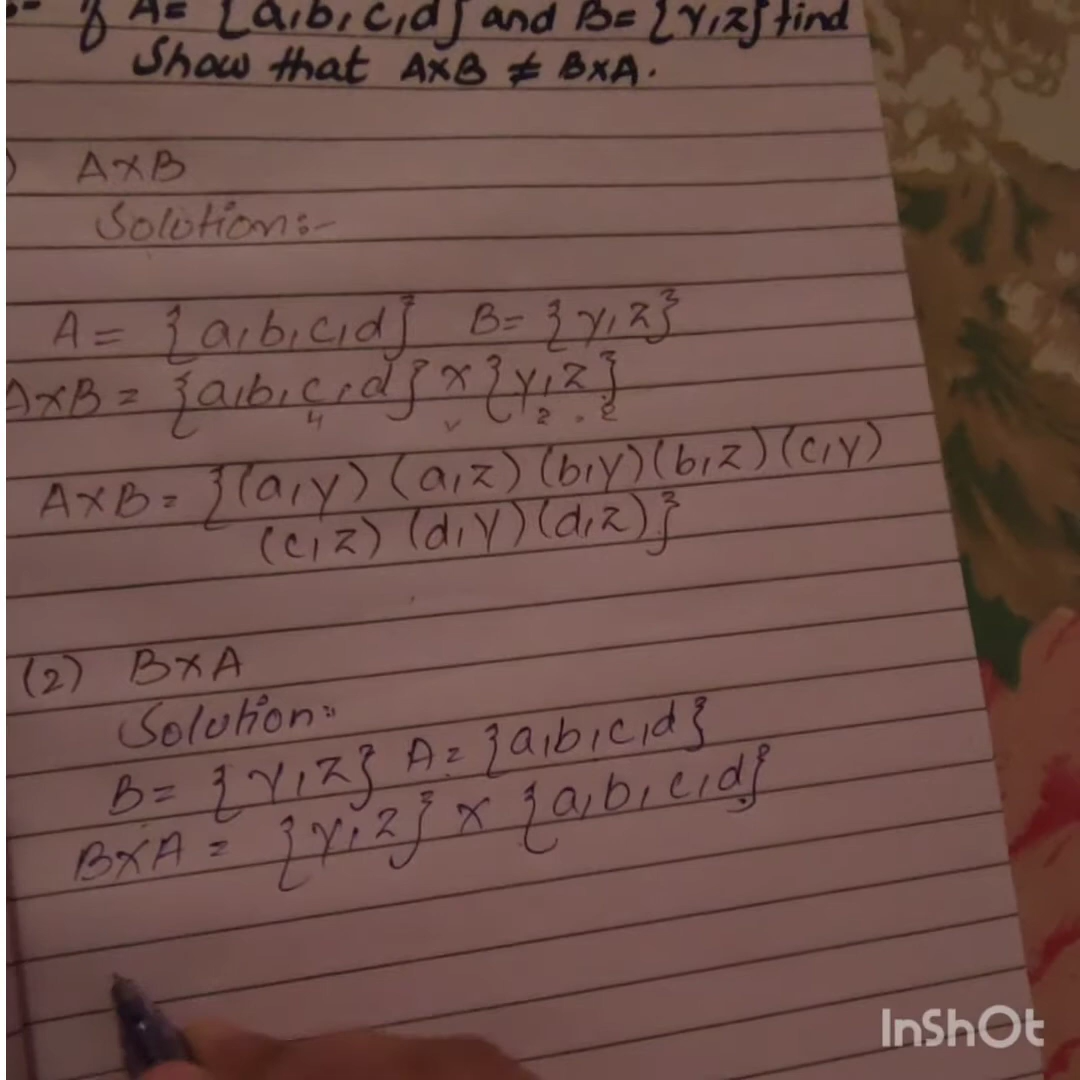 :- If A= {a,b,c,d} and B= {y,z} find
Show that A×B ≠ B×A.
) A×B
Solution:-
A = {a,b,c,d} B= {y,z}
A×B = {a,b,c,d} × {y,z}
4 2
A×B = {(a,y) (a,z) (b,y) (b,z) (c,y)
(c,z) (d,y) (d,z)}
(2) B×A
Solution:
B= {y,z} A= {a,b,c,d}
B×A = {y,z} × {a,b,c,d}
InShOt